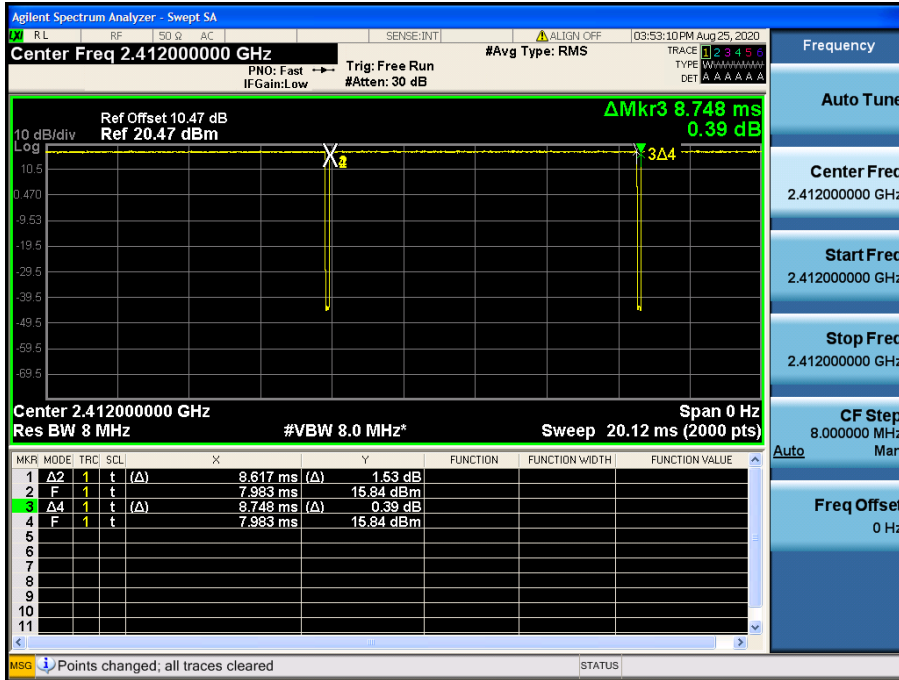 Agilent Spectrum Analyzer - Swept SA
LXI RL RF 50 Ω AC SENSE:INT ALIGN OFF 03:53:10 PM Aug 25, 2020
Center Freq 2.412000000 GHz
PNO: Fast
IFGain:Low
Trig: Free Run
#Atten: 30 dB
#Avg Type: RMS
TRACE 1 2 3 4 5 6
TYPE WWWWWW
DET A A A A A A
10 dB/div
Log
Ref Offset 10.47 dB
Ref 20.47 dBm
ΔMkr3 8.748 ms
0.39 dB
10.5
0.470
-9.53
-19.5
-29.5
-39.5
-49.5
-59.5
-69.5
3Δ4
Center 2.412000000 GHz Span 0 Hz
Res BW 8 MHz #VBW 8.0 MHz* Sweep 20.12 ms (2000 pts)
MKR MODE TRC SCL X Y FUNCTION FUNCTION WIDTH FUNCTION VALUE
1 Δ2 1 t (Δ) 8.617 ms (Δ) 1.53 dB
2 F 1 t 7.983 ms 15.84 dBm
3 Δ4 1 t (Δ) 8.748 ms (Δ) 0.39 dB
4 F 1 t 7.983 ms 15.84 dBm
5
6
7
8
9
10
11
MSG Points changed; all traces cleared STATUS
Frequency
Auto Tune
Center Freq
2.412000000 GHz
Start Freq
2.412000000 GHz
Stop Freq
2.412000000 GHz
CF Step
8.000000 MHz
Auto Man
Freq Offset
0 Hz